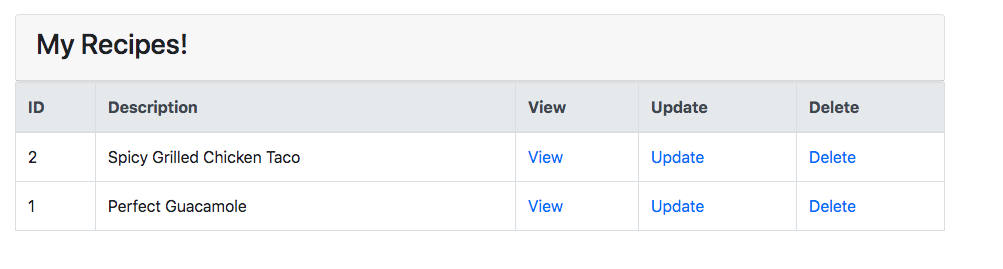 My Recipes!
ID Description View Update Delete
2 Spicy Grilled Chicken Taco View Update Delete
1 Perfect Guacamole View Update Delete